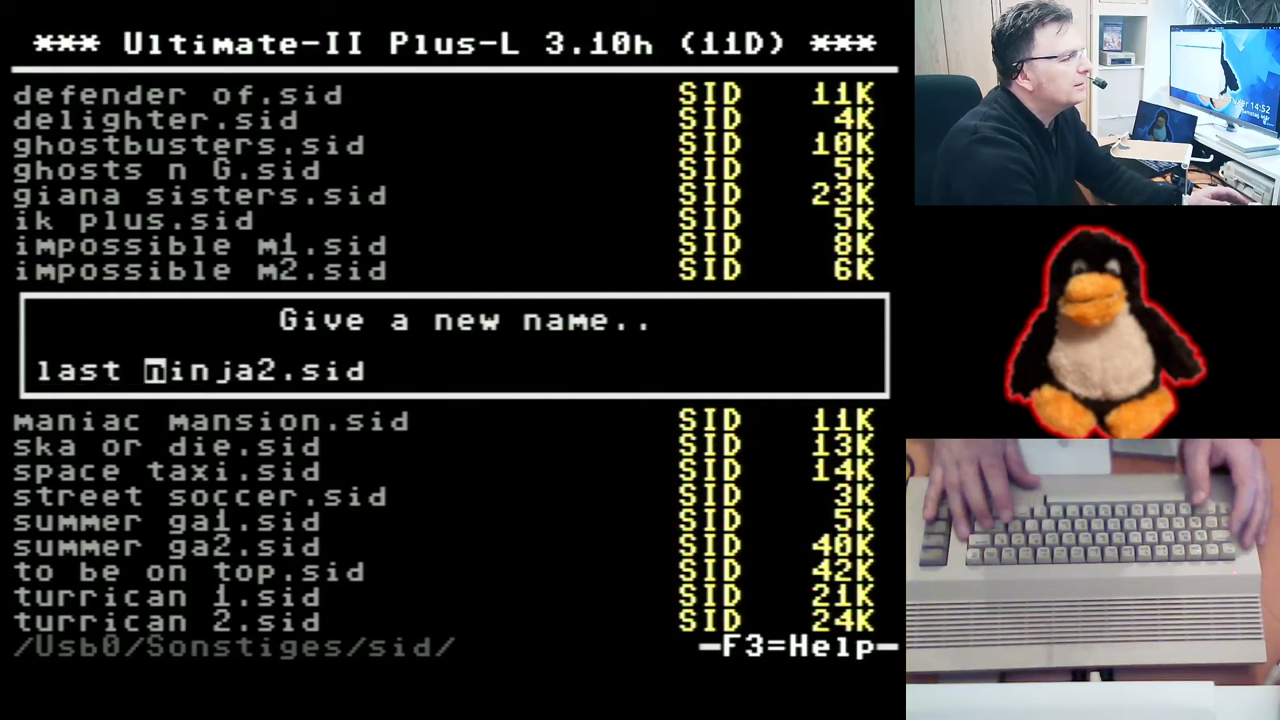 *** Ultimate-II Plus-L 3.10h (11D) ***
defender of.sid SID 11K
delighter.sid SID 4K
ghostbusters.sid SID 10K
ghosts n G.sid SID 5K
giana sisters.sid SID 23K
ik plus.sid SID 5K
impossible m1.sid SID 8K
impossible m2.sid SID 6K
Give a new name..
last ninja2.sid
maniac mansion.sid SID 11K
ska or die.sid SID 13K
space taxi.sid SID 14K
street soccer.sid SID 3K
summer ga1.sid SID 5K
summer ga2.sid SID 40K
to be on top.sid SID 42K
turrican 1.sid SID 21K
turrican 2.sid SID 24K
/Usb0/Sonstiges/sid/ F3=Help
14:52